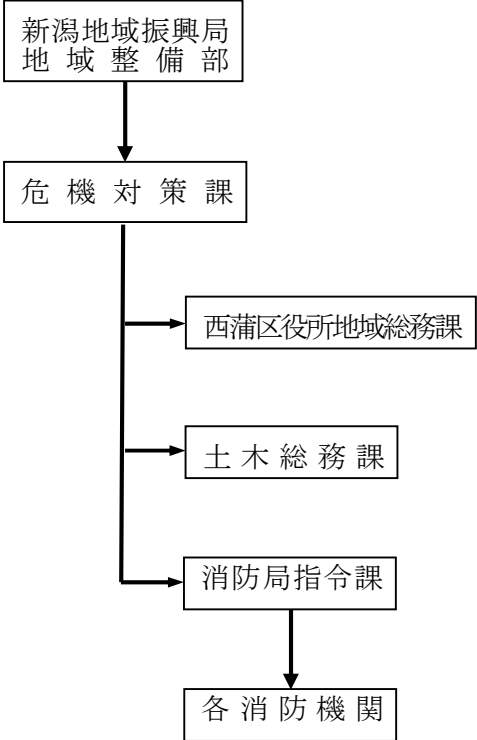 新潟地域振興局
地域整備部
危機対策課
西蒲区役所地域総務課
土木総務課
消防局指令課
各消防機関